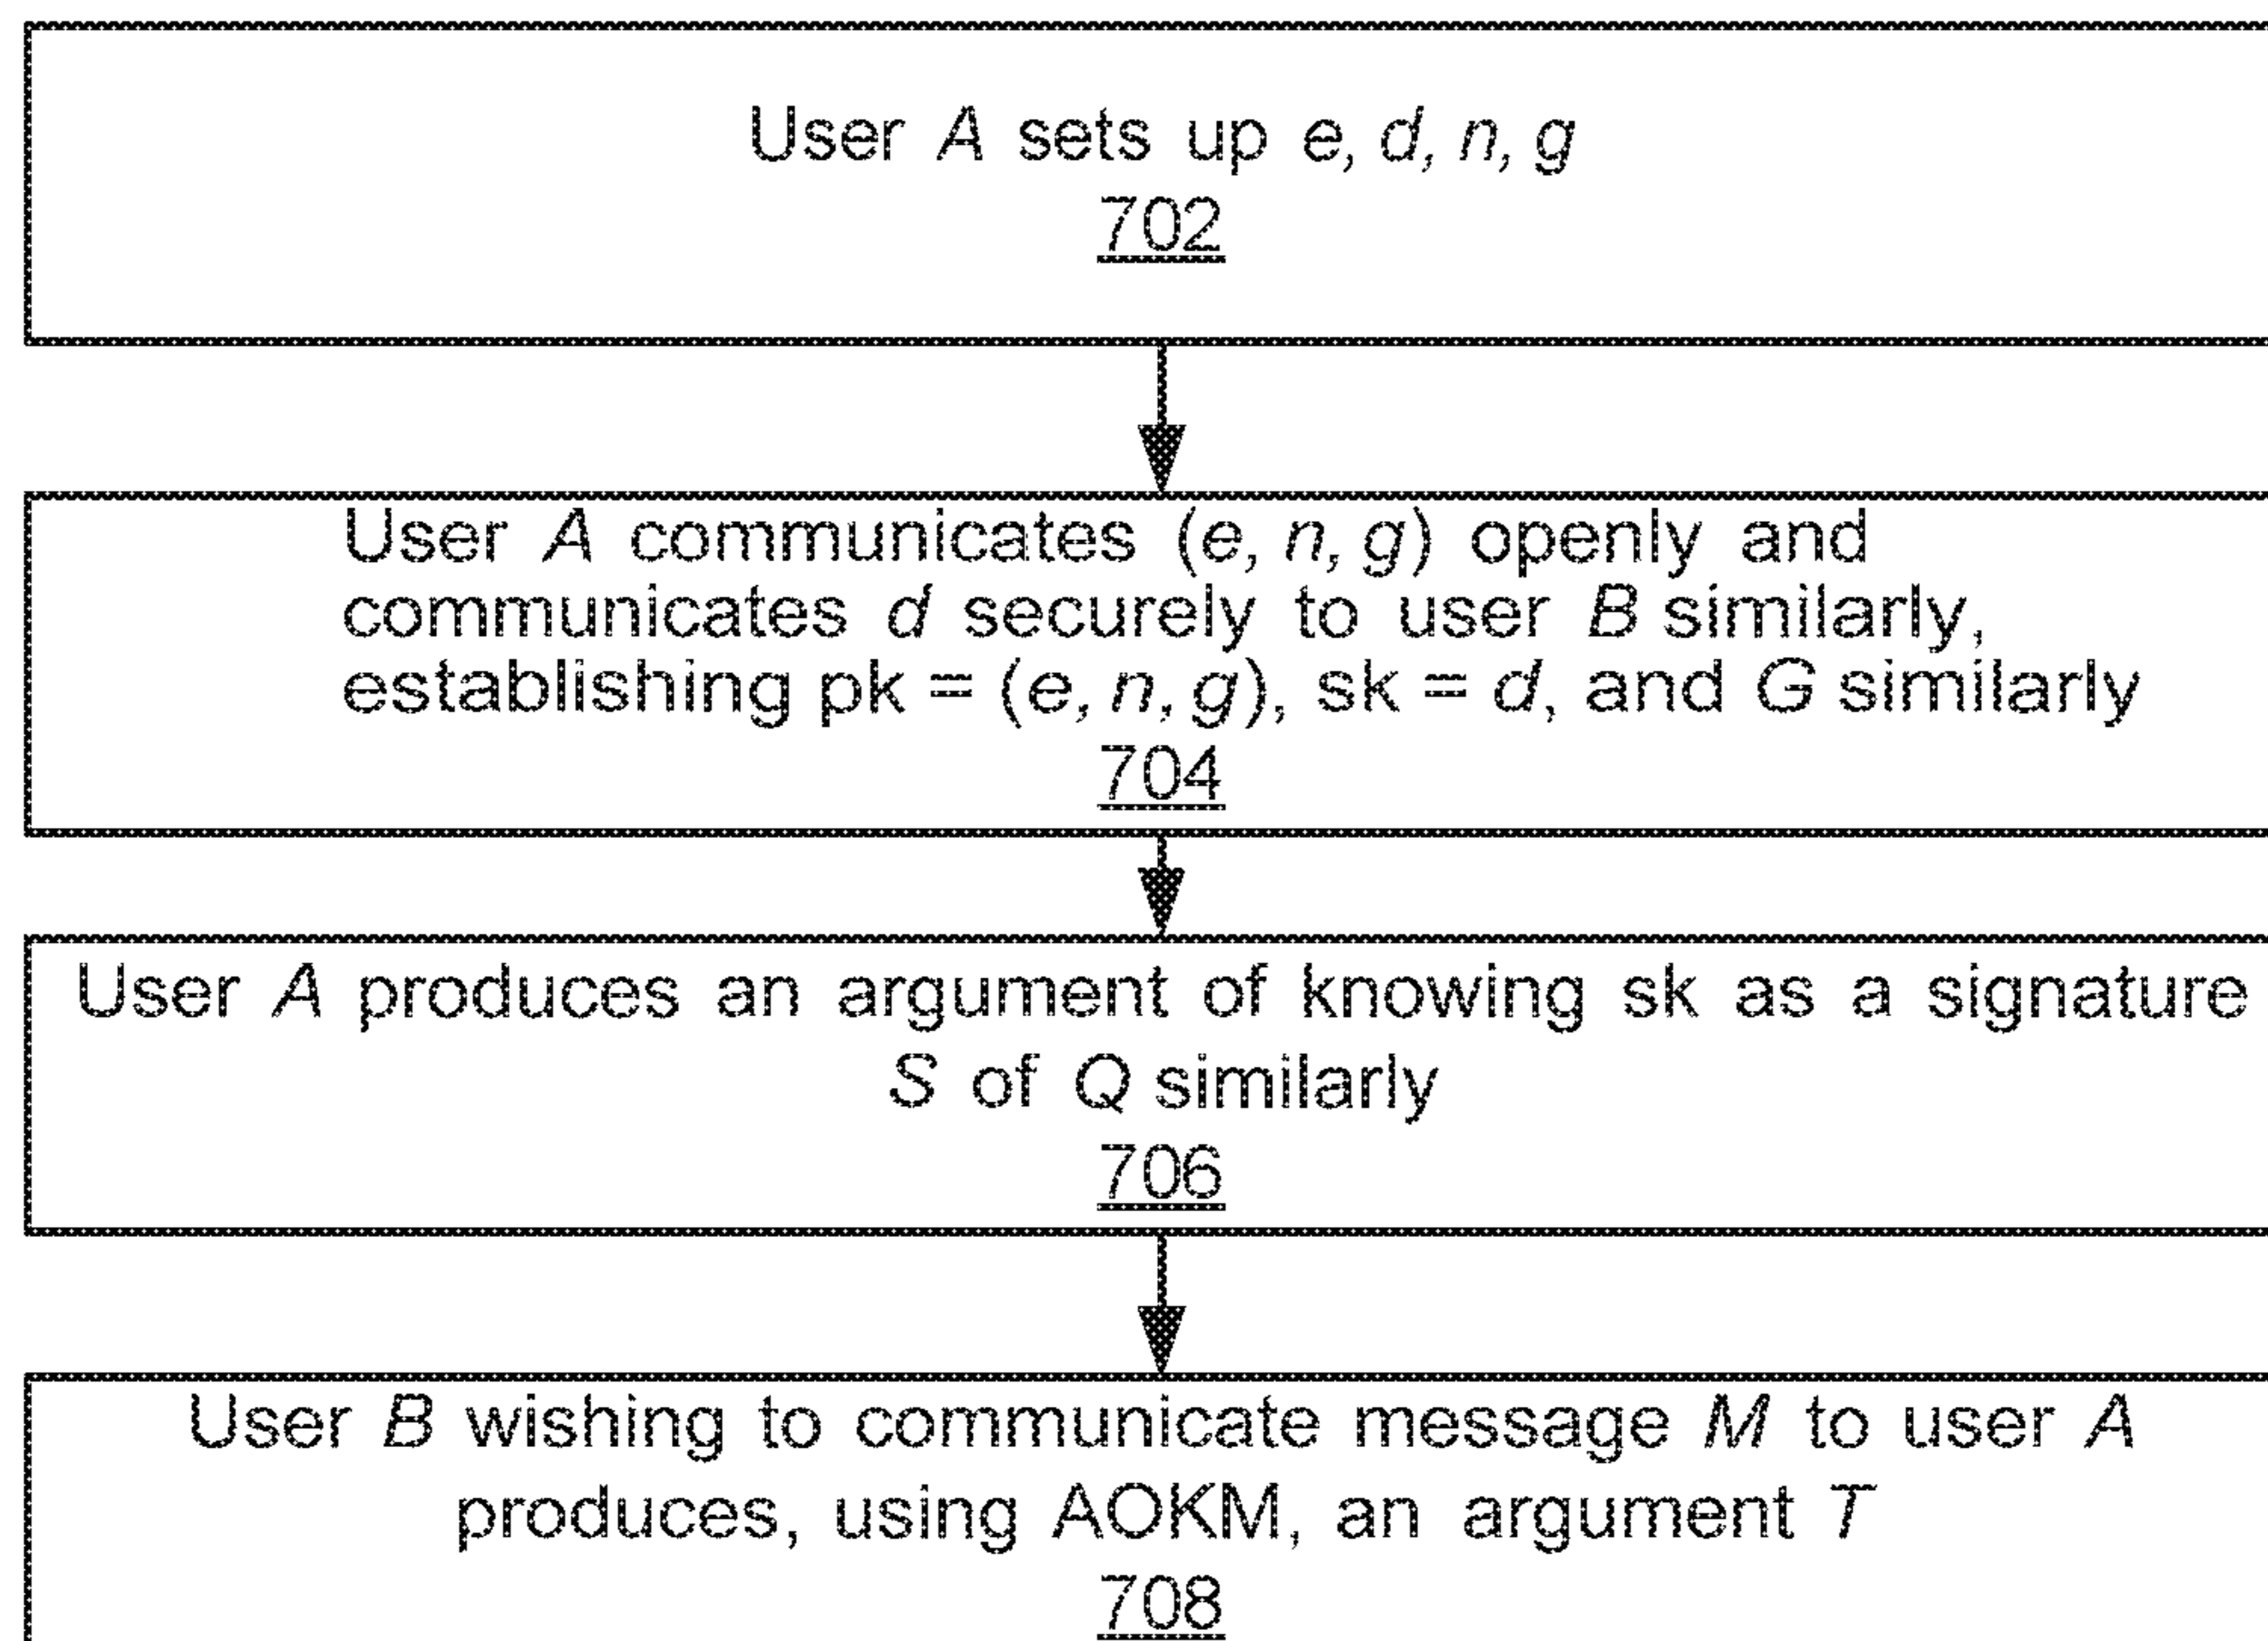 User A sets up e, d, n, g
702
User A communicates (e, n, g) openly and
communicates d securely to user B similarly,
establishing pk = (e, n, g), sk = d, and G similarly
704
User A produces an argument of knowing sk as a signature
S of Q similarly
706
User B wishing to communicate message M to user A
produces, using AOKM, an argument T
708